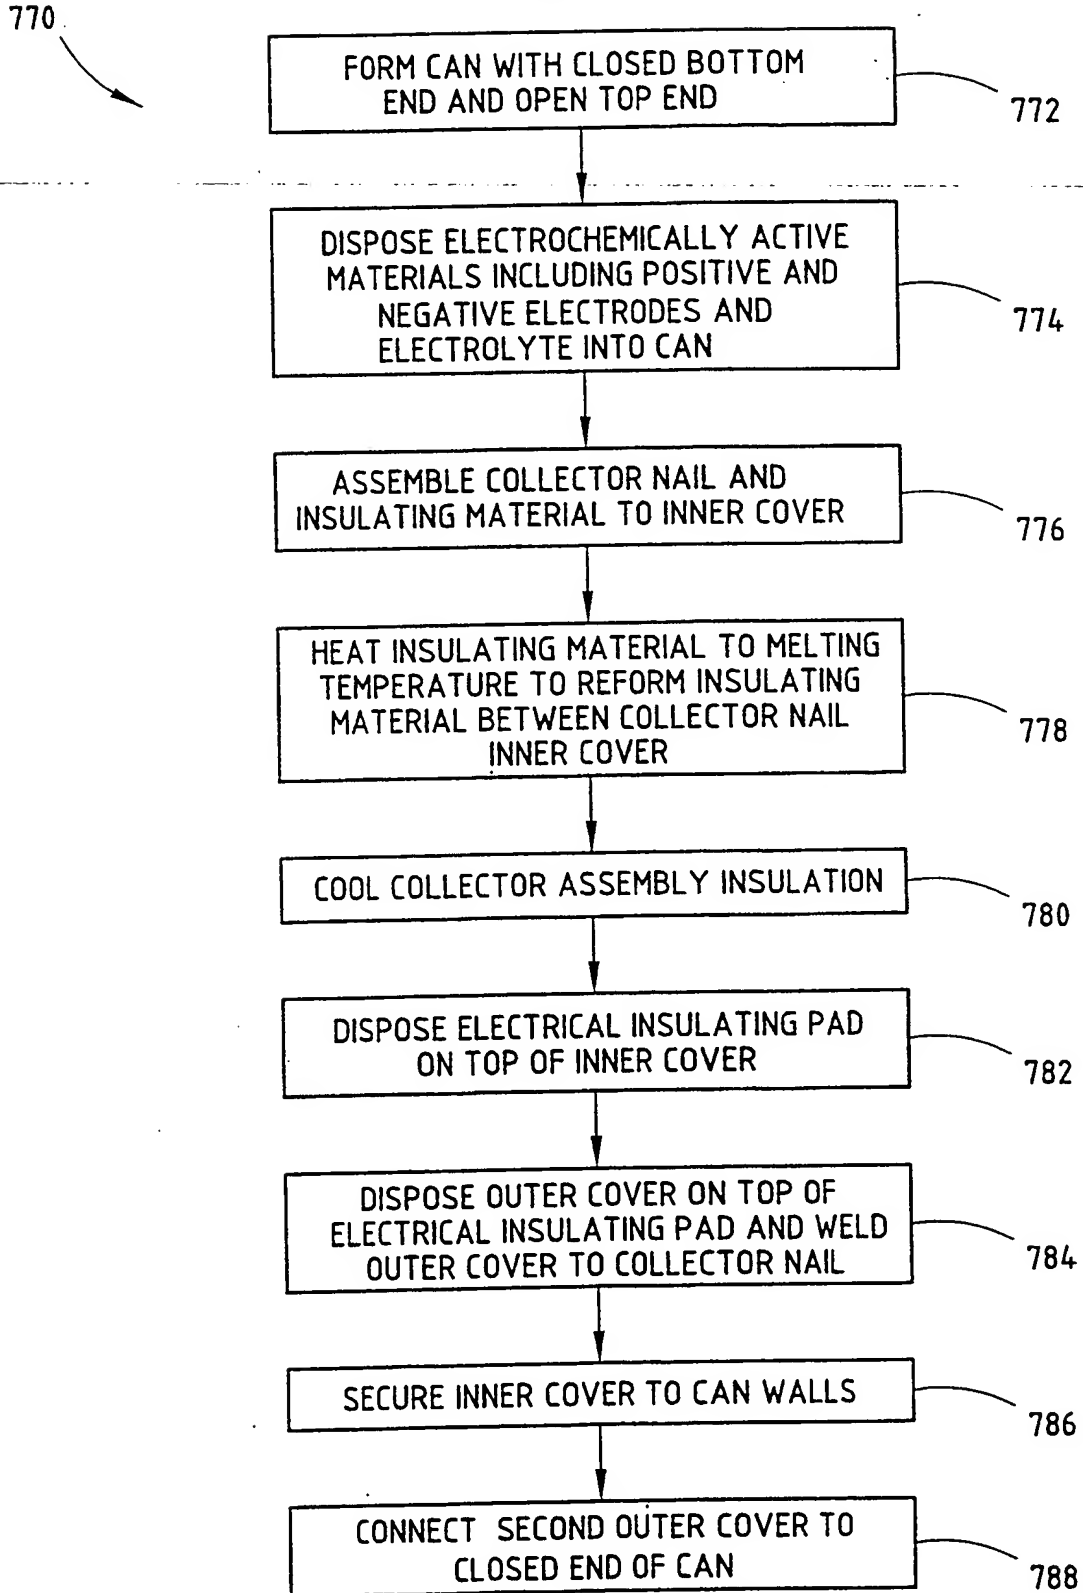 770
FORM CAN WITH CLOSED BOTTOM
END AND OPEN TOP END
772
DISPOSE ELECTROCHEMICALLY ACTIVE
MATERIALS INCLUDING POSITIVE AND
NEGATIVE ELECTRODES AND
ELECTROLYTE INTO CAN
774
ASSEMBLE COLLECTOR NAIL AND
INSULATING MATERIAL TO INNER COVER
776
HEAT INSULATING MATERIAL TO MELTING
TEMPERATURE TO REFORM INSULATING
MATERIAL BETWEEN COLLECTOR NAIL
INNER COVER
778
COOL COLLECTOR ASSEMBLY INSULATION
780
DISPOSE ELECTRICAL INSULATING PAD
ON TOP OF INNER COVER
782
DISPOSE OUTER COVER ON TOP OF
ELECTRICAL INSULATING PAD AND WELD
OUTER COVER TO COLLECTOR NAIL
784
SECURE INNER COVER TO CAN WALLS
786
CONNECT SECOND OUTER COVER TO
CLOSED END OF CAN
788